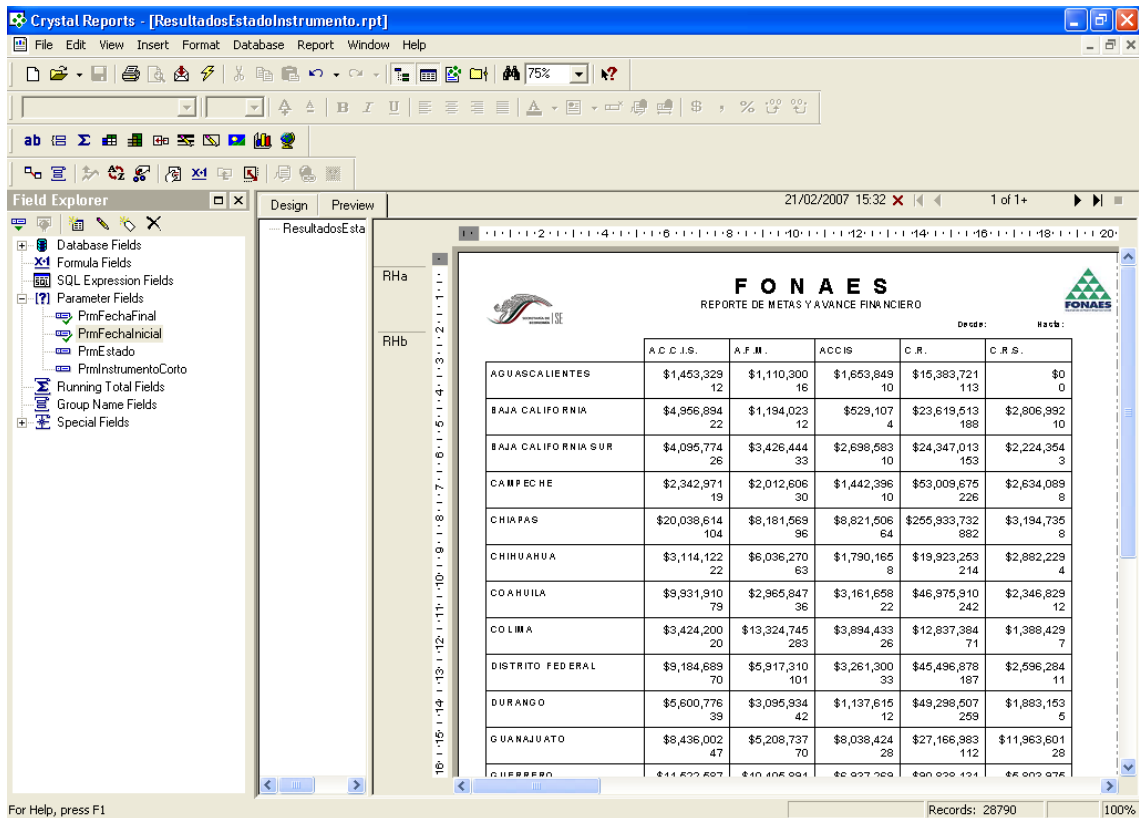 Crystal Reports - [ResultadosEstadoInstrumento.rpt]
File Edit View Insert Format Database Report Window Help
75%
Field Explorer
Database Fields
Formula Fields
SQL Expression Fields
Parameter Fields
PrmFechaFinal
PrmFechaInicial
PrmEstado
PrmInstrumentoCorto
Running Total Fields
Group Name Fields
Special Fields
Design Preview
21/02/2007 15:32 1 of 1+
ResultadosEsta
RHa
RHb
FONAES
REPORTE DE METAS Y AVANCE FINANCIERO
SECRETARIA DE ECONOMIA SE
FONAES
Desde: Hasta:
A.C.C.I.S. A.F.M. ACCIS C.R. C.R.S.
AGUASCALIENTES $1,453,329 $1,110,300 $1,653,849 $15,383,721 $0
12 16 10 113 0
BAJA CALIFORNIA $4,956,894 $1,194,023 $529,107 $23,619,513 $2,806,992
22 12 4 188 10
BAJA CALIFORNIA SUR $4,095,774 $3,426,444 $2,698,583 $24,347,013 $2,224,354
26 33 10 153 3
CAMPECHE $2,342,971 $2,012,606 $1,442,396 $53,009,675 $2,634,089
19 30 10 226 8
CHIAPAS $20,038,614 $8,181,569 $8,821,506 $255,933,732 $3,194,735
104 96 64 882 8
CHIHUAHUA $3,114,122 $6,036,270 $1,790,165 $19,923,253 $2,882,229
22 63 8 214 4
COAHUILA $9,931,910 $2,965,847 $3,161,658 $46,975,910 $2,346,829
79 36 22 242 12
COLIMA $3,424,200 $13,324,745 $3,894,433 $12,837,384 $1,388,429
20 283 26 71 7
DISTRITO FEDERAL $9,184,689 $5,917,310 $3,261,300 $45,496,878 $2,596,284
70 101 33 187 11
DURANGO $5,600,776 $3,095,934 $1,137,615 $49,298,507 $1,883,153
39 42 12 259 5
GUANAJUATO $8,436,002 $5,208,737 $8,038,424 $27,166,983 $11,963,601
47 70 28 112 28
GUERRERO
For Help, press F1 Records: 28790 100%